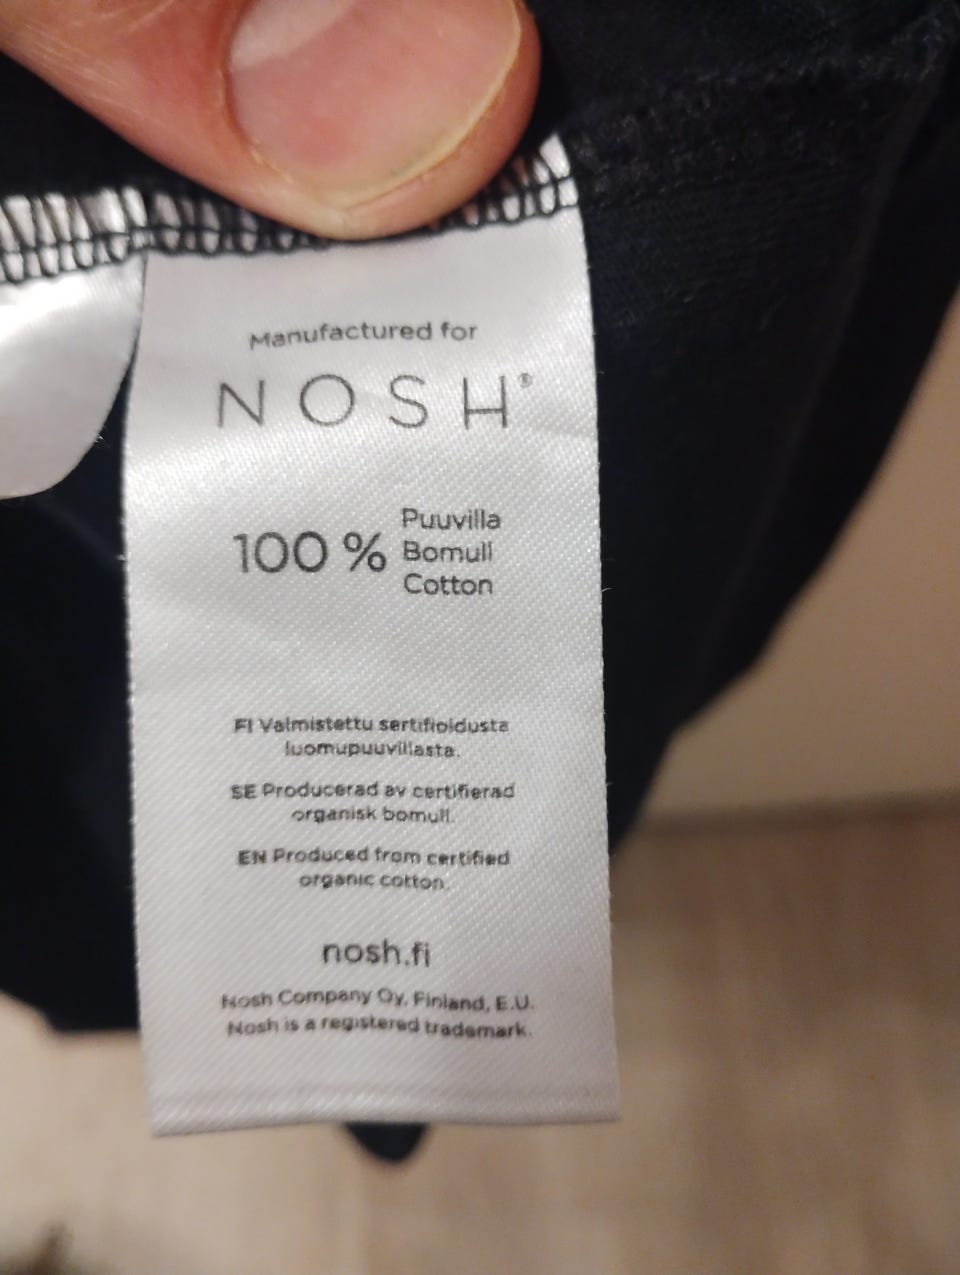 Manufactured for
NOSH®
100 % Puuvilla
Bomull
Cotton
FI Valmistettu sertifioidusta
luomupuuvillasta.
SE Producerad av certifierad
organisk bomull.
EN Produced from certified
organic cotton.
nosh.fi
Nosh Company Oy, Finland, E.U.
Nosh is a registered trademark.